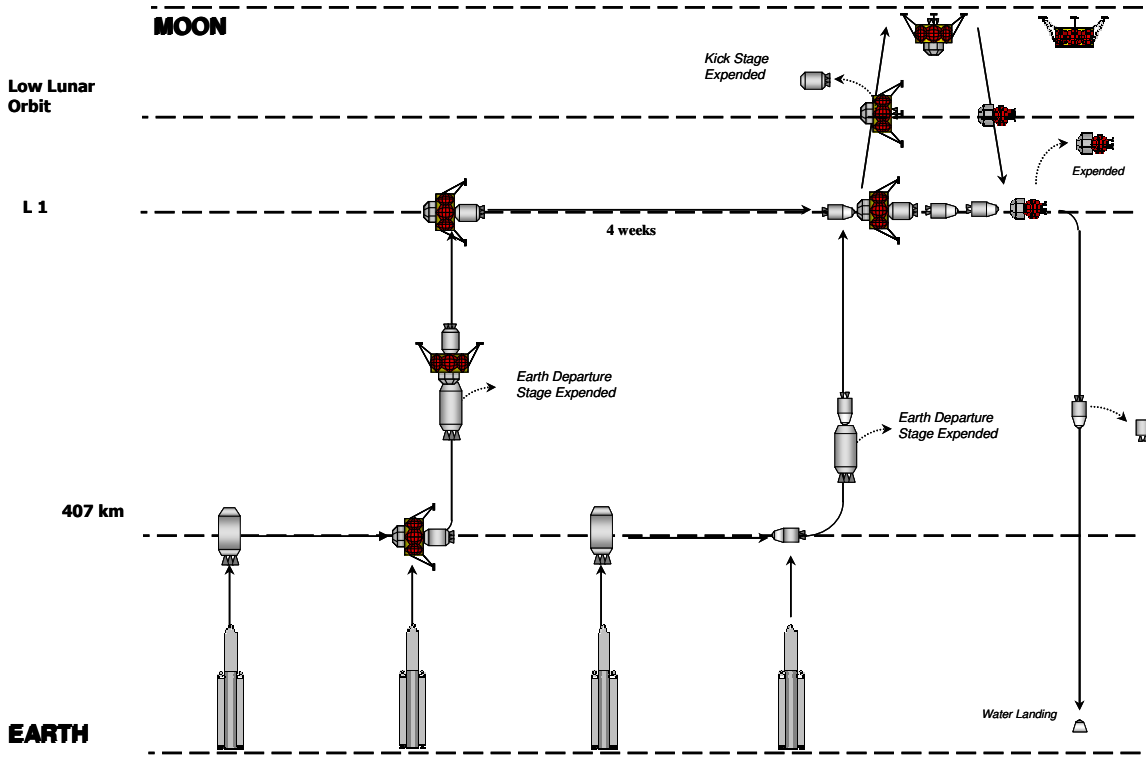 MOON
Kick Stage
Expended
Low Lunar
Orbit
Expended
L 1
4 weeks
Earth Departure
Stage Expended
Earth Departure
Stage Expended
407 km
Water Landing
EARTH